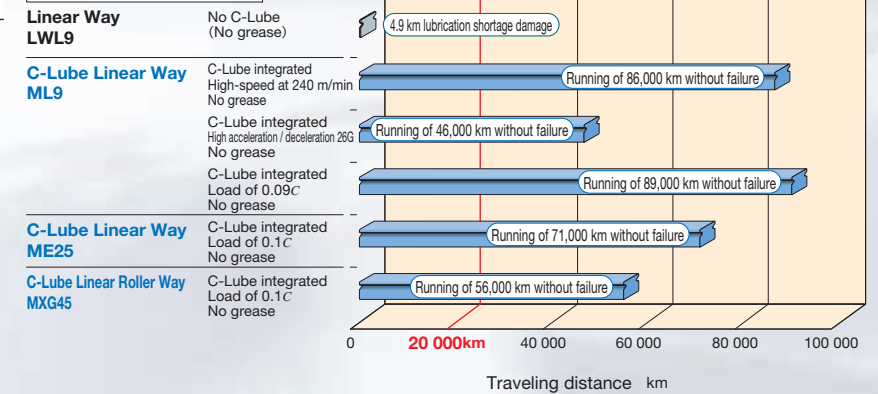 Linear Way
LWL9
No C-Lube
(No grease)
4.9 km lubrication shortage damage
C-Lube Linear Way
ML9
C-Lube integrated
High-speed at 240 m/min
No grease
Running of 86,000 km without failure
C-Lube integrated
High acceleration / deceleration 26G
No grease
Running of 46,000 km without failure
C-Lube integrated
Load of 0.09C
No grease
Running of 89,000 km without failure
C-Lube Linear Way
ME25
C-Lube integrated
Load of 0.1C
No grease
Running of 71,000 km without failure
C-Lube Linear Roller Way
MXG45
C-Lube integrated
Load of 0.1C
No grease
Running of 56,000 km without failure
0 20 000km 40 000 60 000 80 000 100 000
Traveling distance km